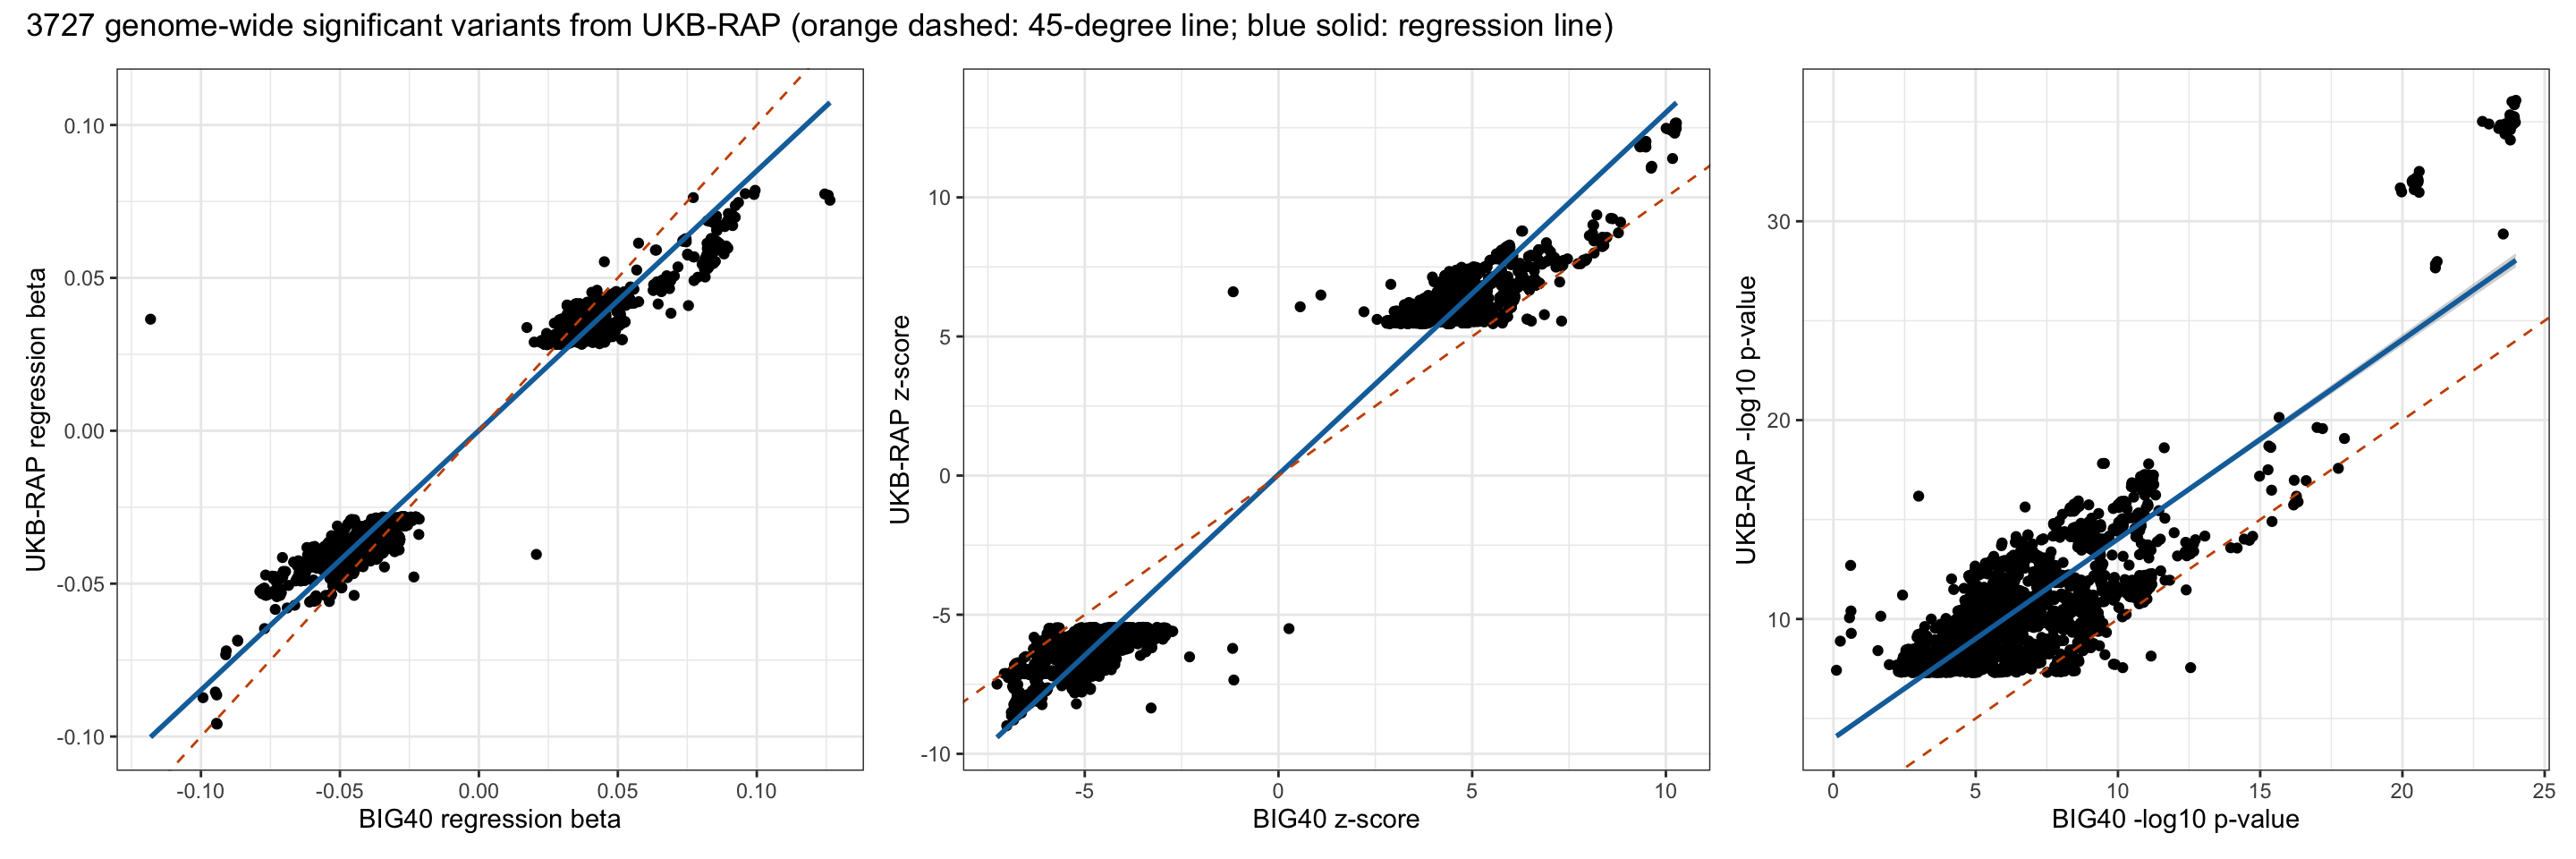 3727 genome-wide significant variants from UKB-RAP (orange dashed: 45-degree line; blue solid: regression line)
UKB-RAP regression beta
0.10
0.05
0.00
-0.05
-0.10
-0.10 -0.05 0.00 0.05 0.10
BIG40 regression beta
UKB-RAP z-score
10
5
0
-5
-10
-5 0 5 10
BIG40 z-score
UKB-RAP -log10 p-value
30
20
10
0 5 10 15 20 25
BIG40 -log10 p-value